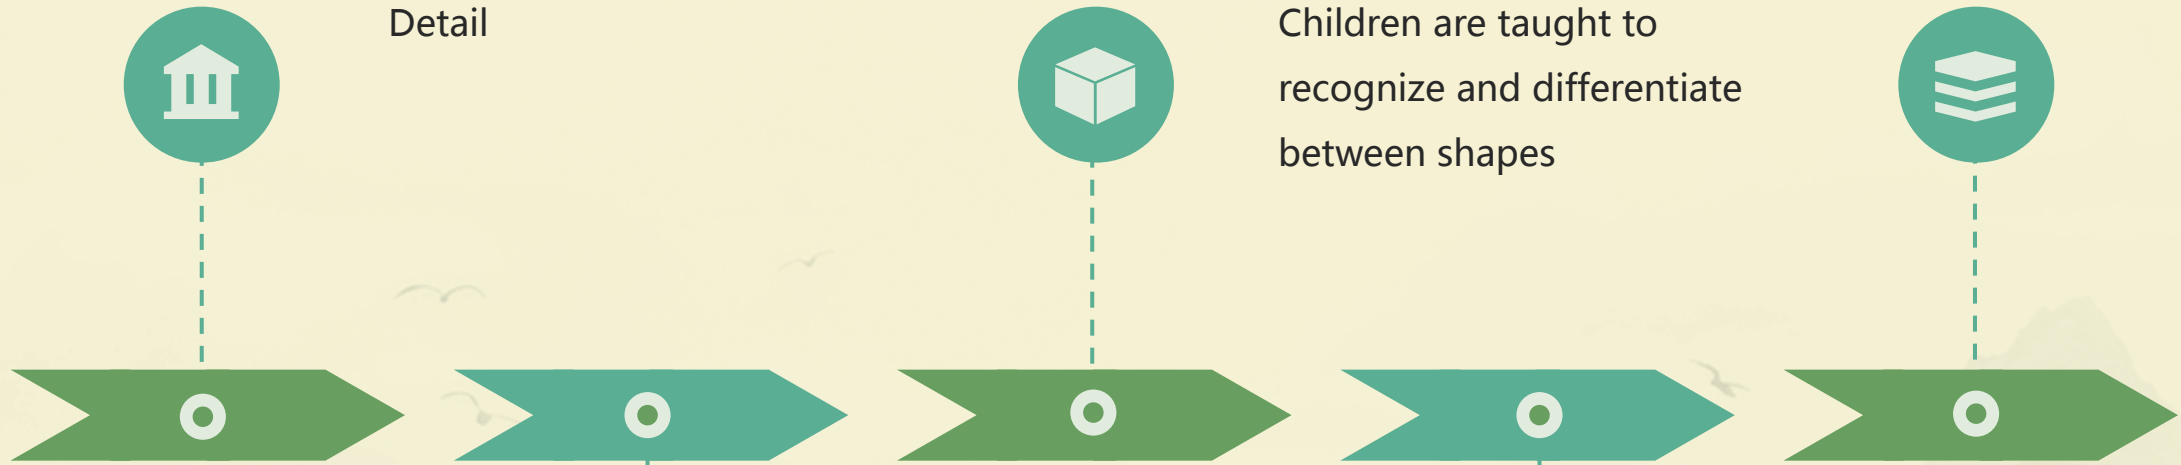 Detail
Children are taught to
recognize and differentiate
between shapes